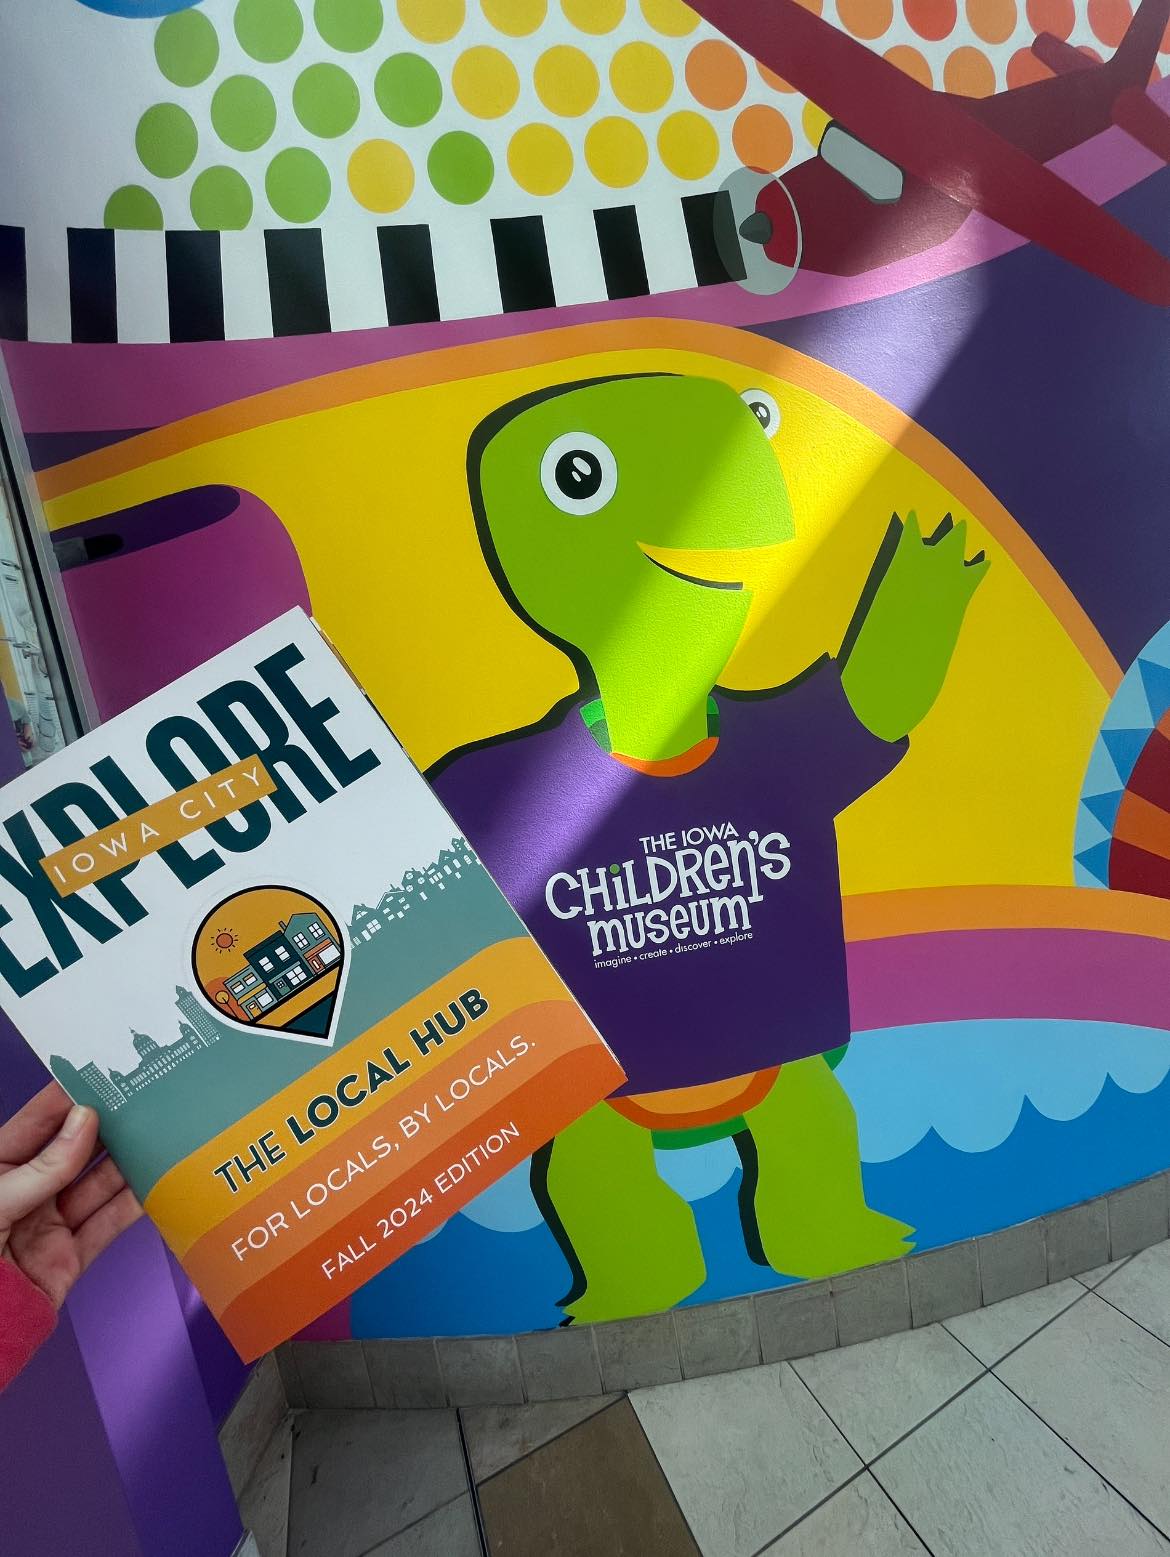 EXPLORE
IOWA CITY
THE LOCAL HUB
FOR LOCALS, BY LOCALS.
FALL 2024 EDITION
THE IOWA
CHiLDRen'S
museum
imagine • create • discover • explore